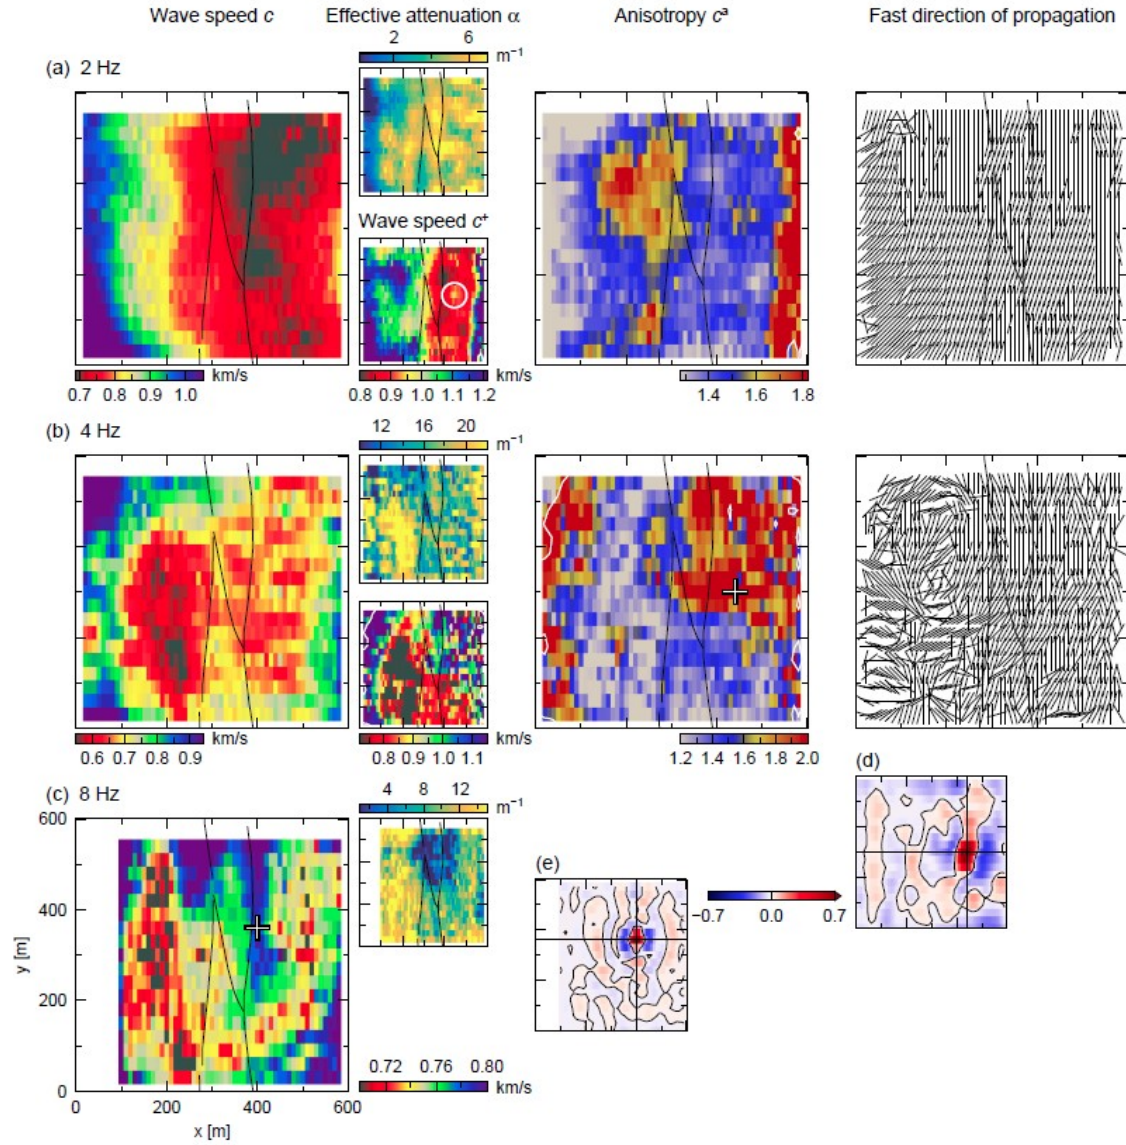 Wave speed c
Effective attenuation α
Anisotropy cᵃ
Fast direction of propagation
2 6 m⁻¹
(a) 2 Hz
Wave speed c⁺
0.7 0.8 0.9 1.0 km/s
0.8 0.9 1.0 1.1 1.2
1.4 1.6 1.8
(b) 4 Hz
12 16 20 m⁻¹
0.6 0.7 0.8 0.9 km/s
0.8 0.9 1.0 1.1
1.2 1.4 1.6 1.8 2.0
(c) 8 Hz
4 8 12 m⁻¹
(d)
(e)
−0.7 0.0 0.7
600
400
200
0
y [m]
0 200 400 600
x [m]
0.72 0.76 0.80 km/s